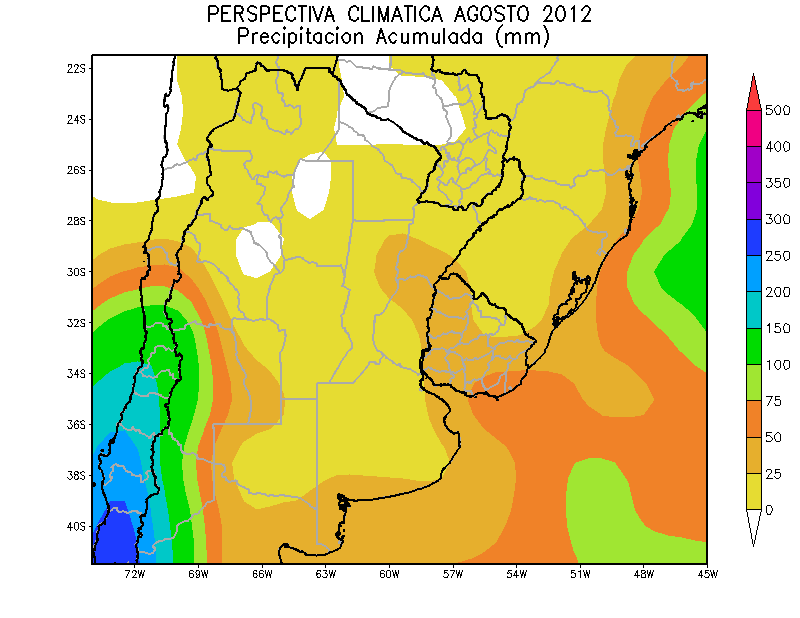 PERSPECTIVA CLIMATICA AGOSTO 2012
Precipitacion Acumulada (mm)
22S
24S
26S
28S
30S
32S
34S
36S
38S
40S
72W 69W 66W 63W 60W 57W 54W 51W 48W 45W
500
400
350
300
250
200
150
100
75
50
25
0